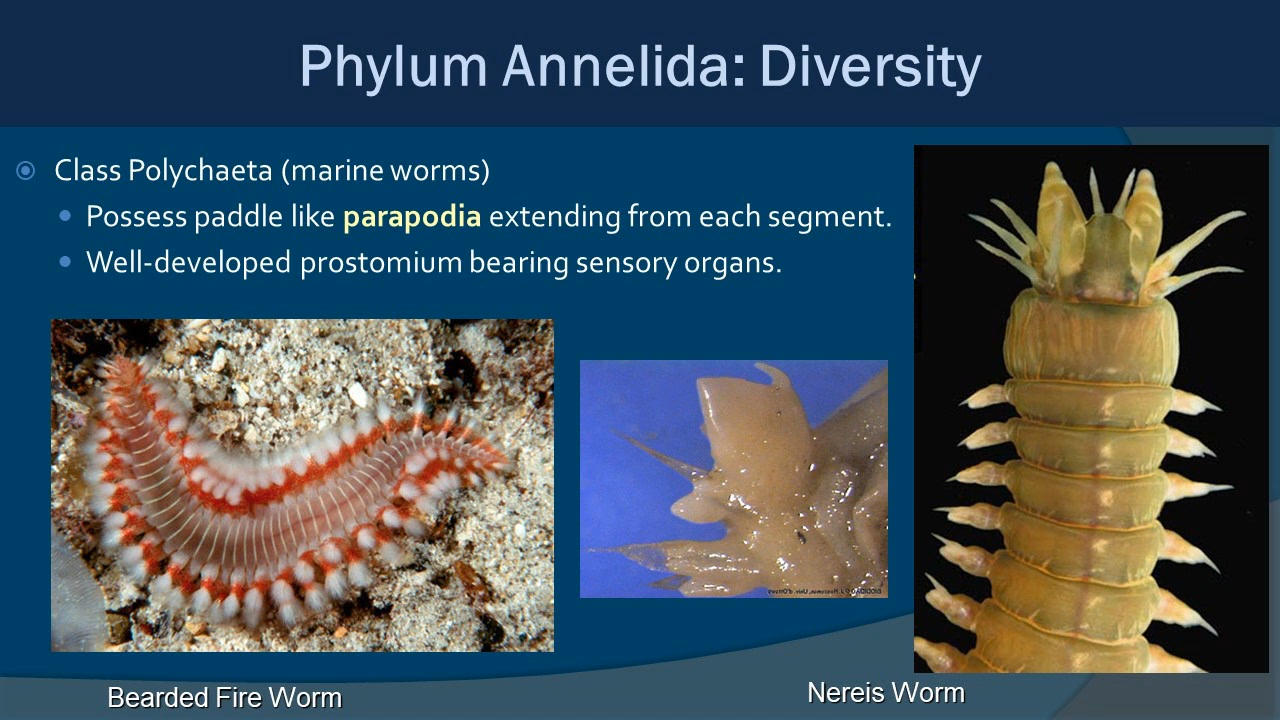 Phylum Annelida: Diversity
Class Polychaeta (marine worms)
Possess paddle like parapodia extending from each segment.
Well-developed prostomium bearing sensory organs.
Bearded Fire Worm
Nereis Worm